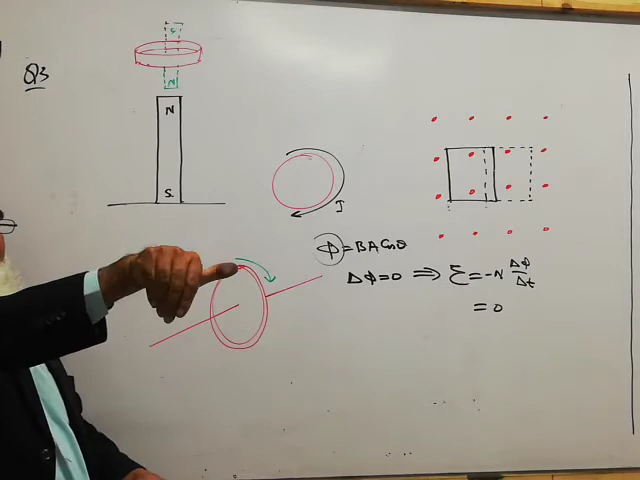 Q3
S
N
N
S
I
Φ = BA Cos θ
ΔΦ = 0 ⇒ Ɛ = -N ΔΦ/Δt
= 0